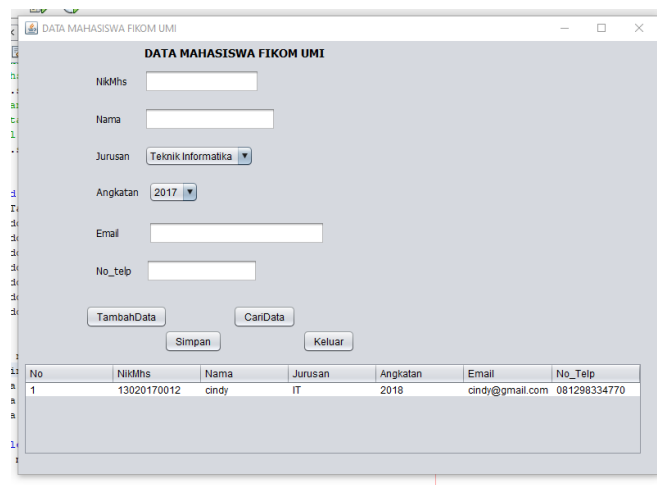 DATA MAHASISWA FIKOM UMI
DATA MAHASISWA FIKOM UMI
NikMhs
Nama
Jurusan Teknik Informatika
Angkatan 2017
Email
No_telp
TambahData CariData
Simpan Keluar
No NikMhs Nama Jurusan Angkatan Email No_Telp
1 13020170012 cindy IT 2018 cindy@gmail.com 081298334770